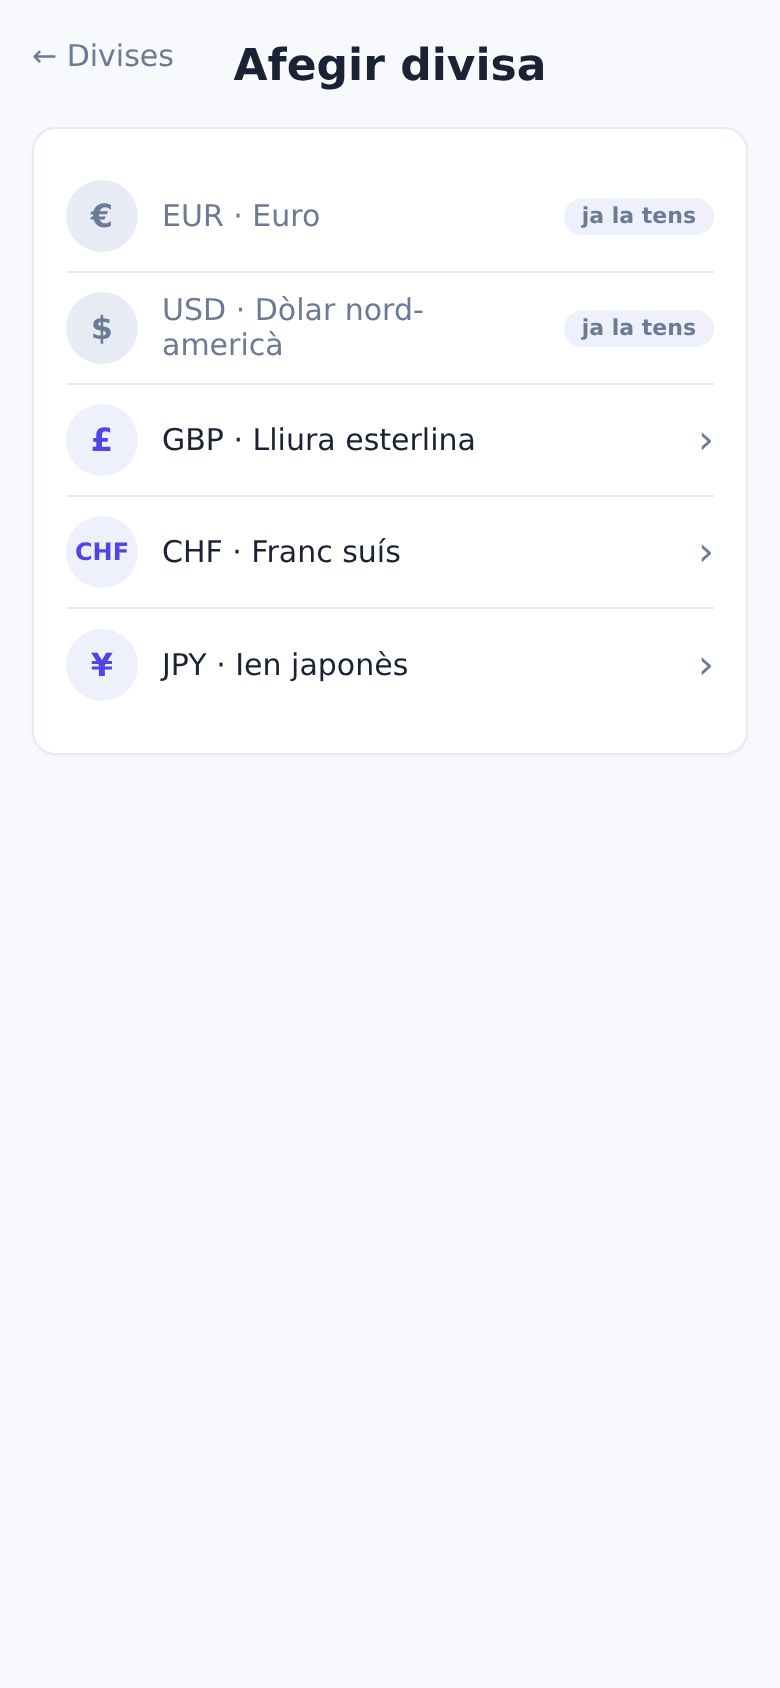 ← Divises
Afegir divisa
€ EUR · Euro ja la tens
$ USD · Dòlar nord-
americà ja la tens
£ GBP · Lliura esterlina ›
CHF CHF · Franc suís ›
¥ JPY · Ien japonès ›